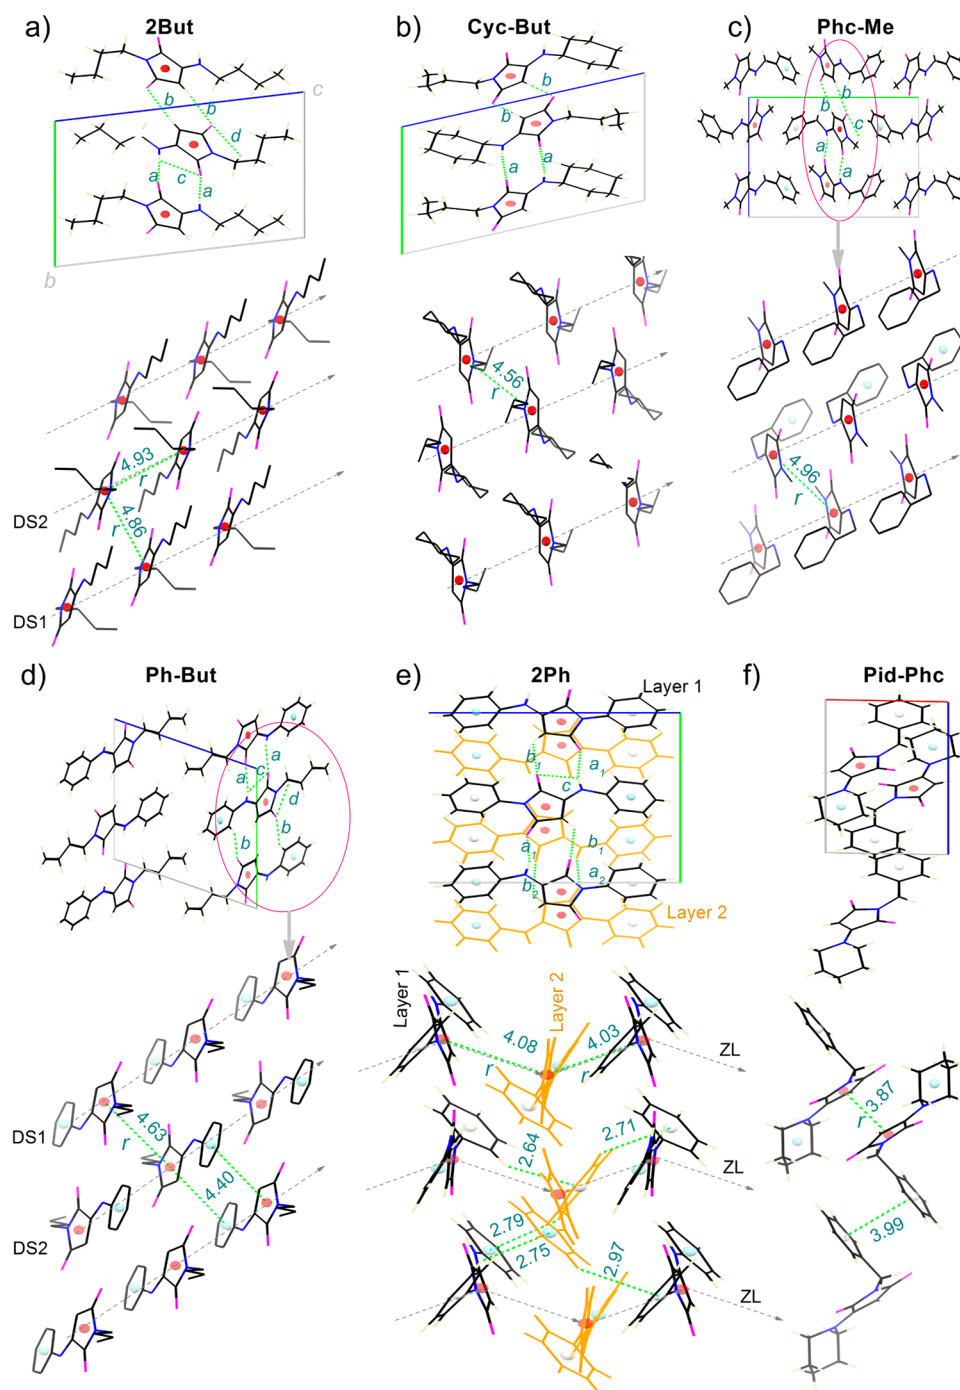 a) 2But
b) Cyc-But
c) Phc-Me
c
b
b
b
d
a
c
a
b
b
a
a
b
b
c
a
a
4.93
r
4.86
r
DS2
DS1
4.56
r
4.96
r
d) Ph-But
e) 2Ph
f) Pid-Phc
Layer 1
a
a
c
d
b
b
b1
a1
c
a1
b1
b2
a2
Layer 2
DS1
4.63
r
4.40
DS2
Layer 1
Layer 2
4.08
r
4.03
r
ZL
2.64
2.71
ZL
2.79
2.75
2.97
ZL
3.87
r
3.99